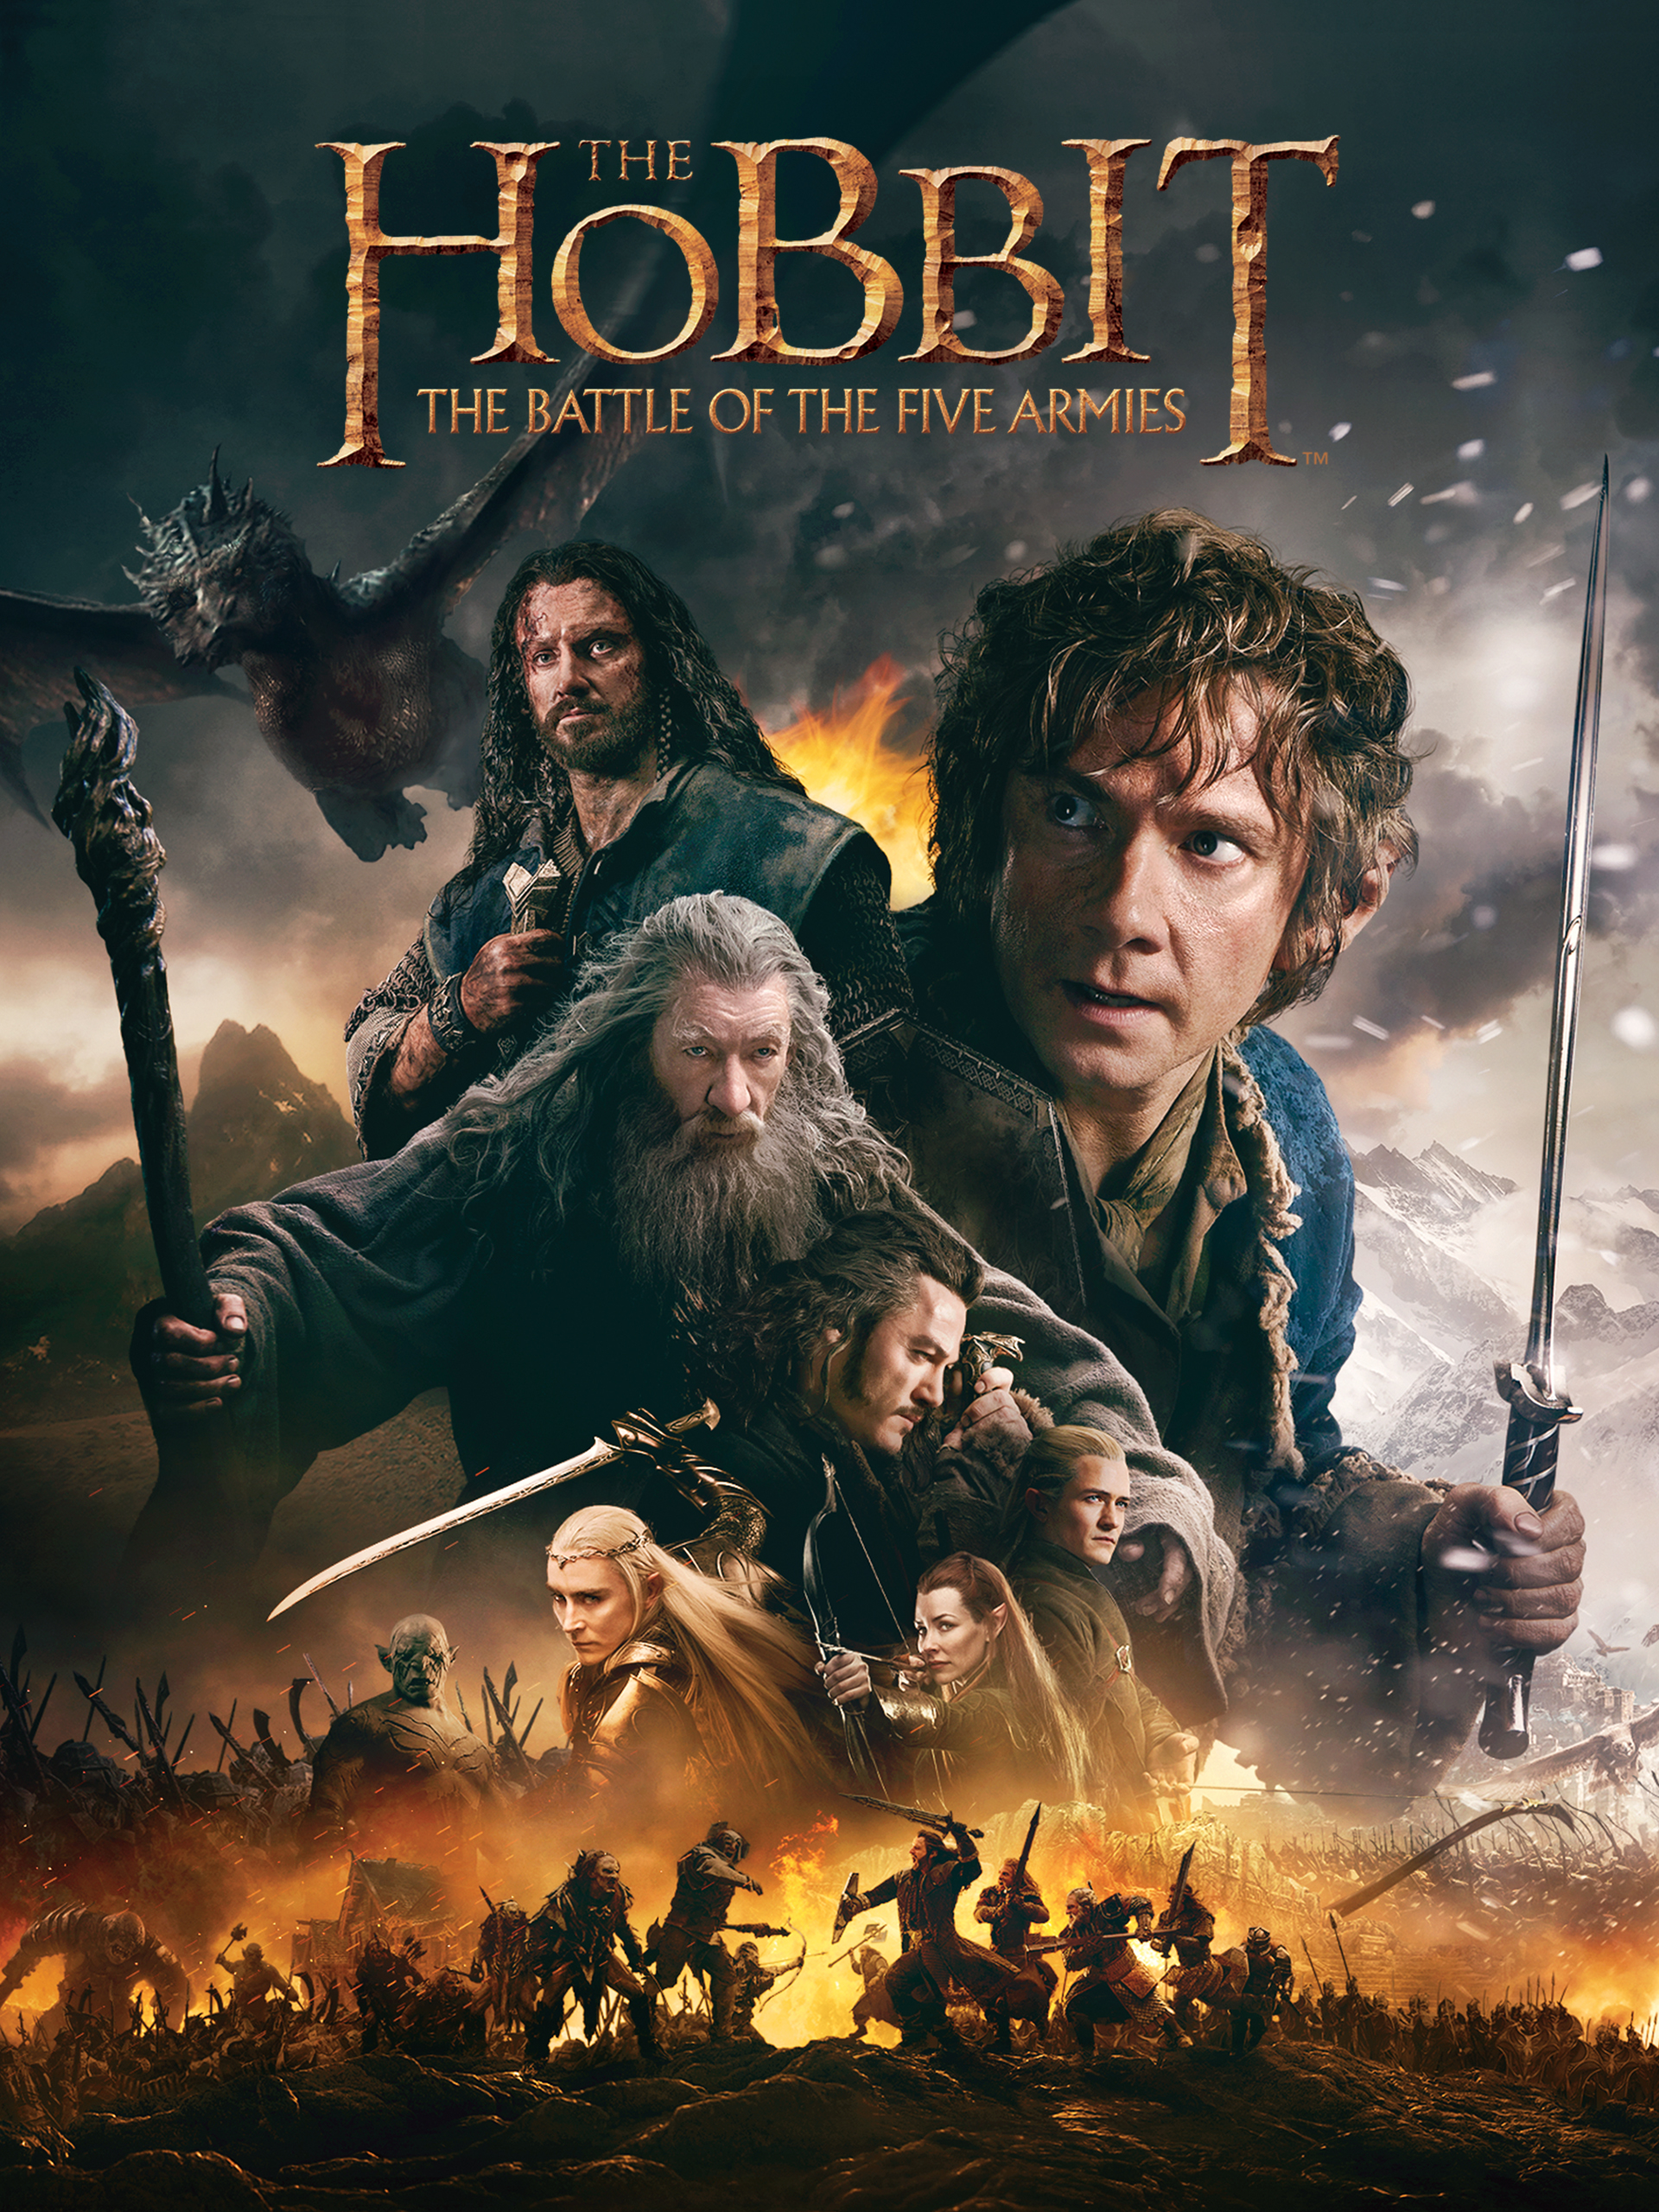 THE
HOBBIT
THE BATTLE OF THE FIVE ARMIES
TM